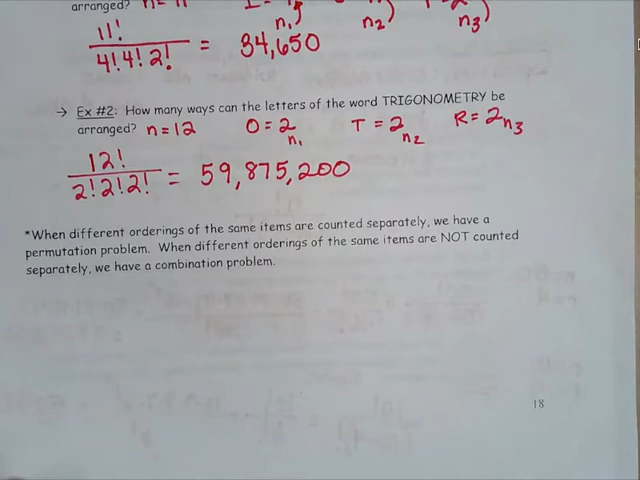 arranged? n = 11
n₁ n₂ n₃
11!/4!4!2! = 34,650
→ Ex #2: How many ways can the letters of the word TRIGONOMETRY be
arranged? n = 12 O = 2 n₁ T = 2 n₂ R = 2 n₃
12!/2!2!2! = 59,875,200
*When different orderings of the same items are counted separately, we have a
permutation problem. When different orderings of the same items are NOT counted
separately, we have a combination problem.
18